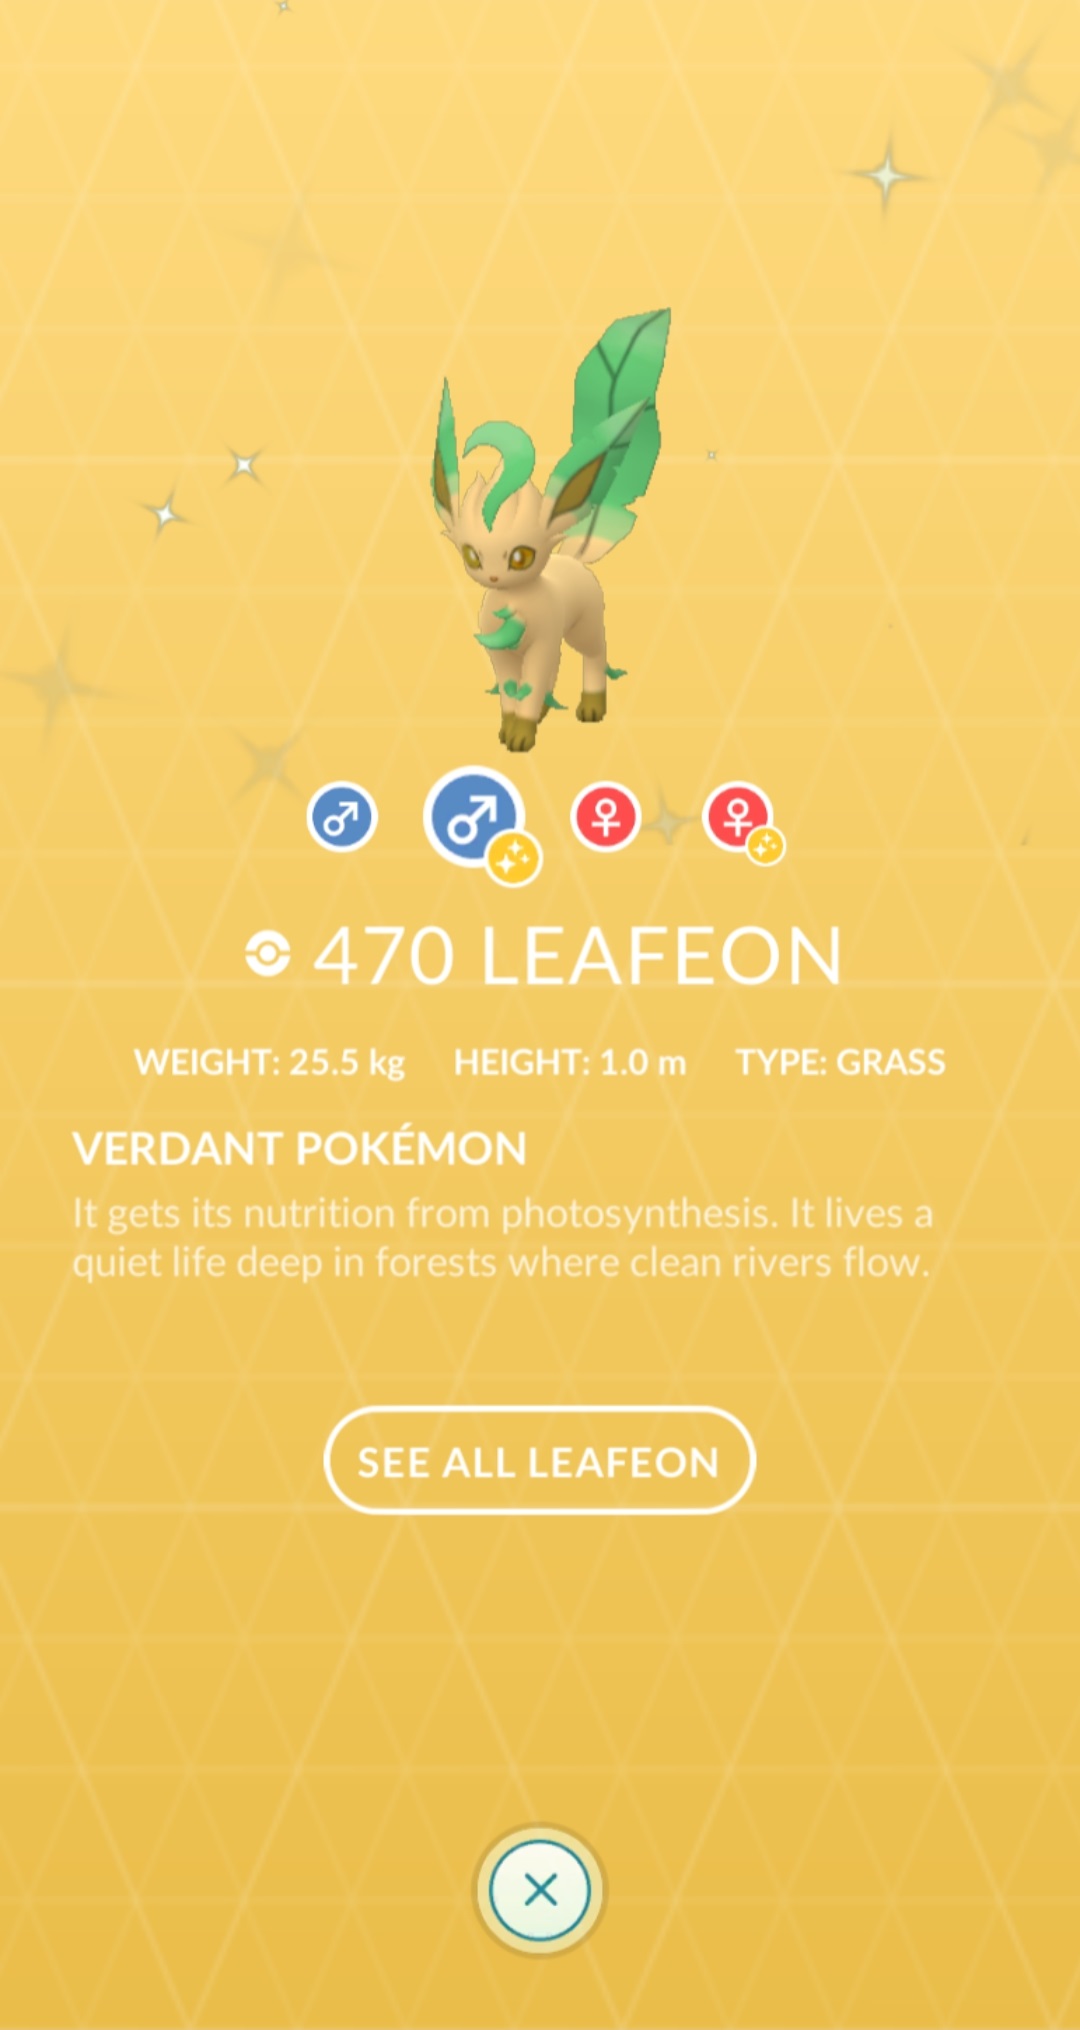 470 LEAFEON
WEIGHT: 25.5 kg HEIGHT: 1.0 m TYPE: GRASS
VERDANT POKÉMON
It gets its nutrition from photosynthesis. It lives a
quiet life deep in forests where clean rivers flow.
SEE ALL LEAFEON